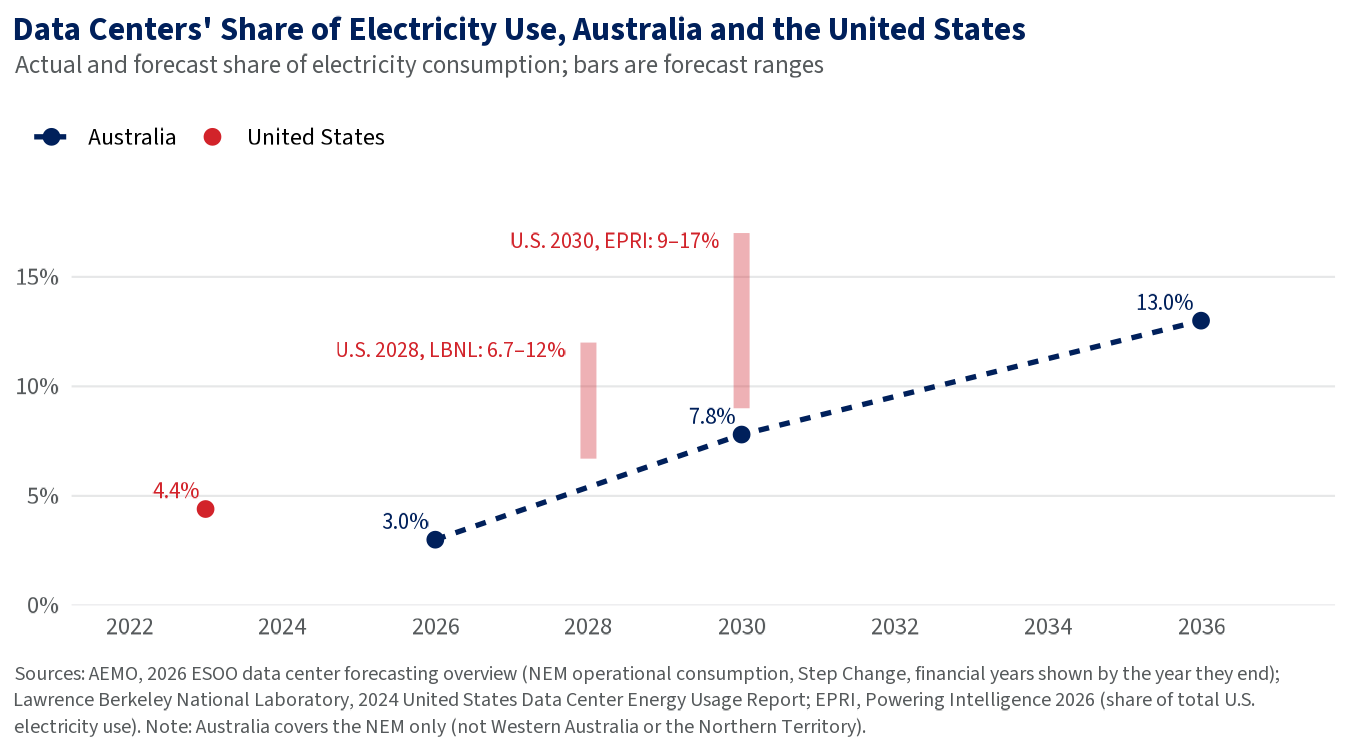 Data Centers' Share of Electricity Use, Australia and the United States
Actual and forecast share of electricity consumption; bars are forecast ranges
Australia
United States
U.S. 2030, EPRI: 9–17%
15%
13.0%
U.S. 2028, LBNL: 6.7–12%
10%
7.8%
4.4%
5%
3.0%
0%
2022 2024 2026 2028 2030 2032 2034 2036
Sources: AEMO, 2026 ESOO data center forecasting overview (NEM operational consumption, Step Change, financial years shown by the year they end);
Lawrence Berkeley National Laboratory, 2024 United States Data Center Energy Usage Report; EPRI, Powering Intelligence 2026 (share of total U.S.
electricity use). Note: Australia covers the NEM only (not Western Australia or the Northern Territory).